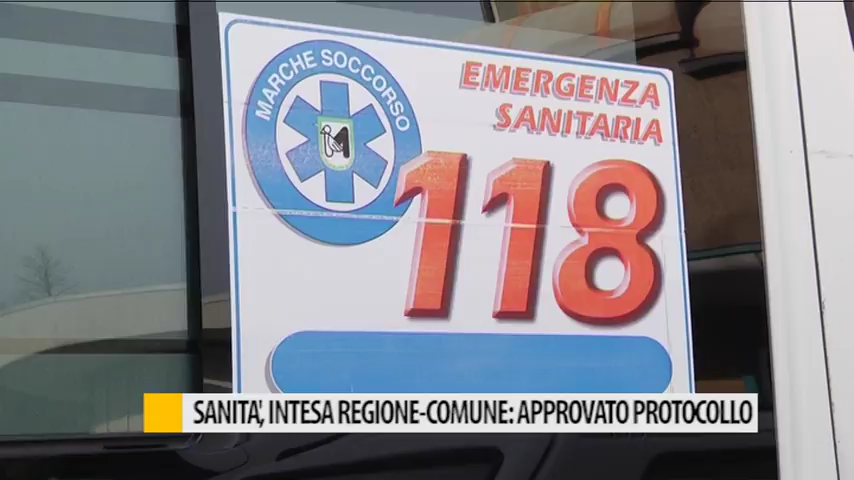 MARCHE SOCCORSO
EMERGENZA
SANITARIA
118
SANITA', INTESA REGIONE-COMUNE: APPROVATO PROTOCOLLO